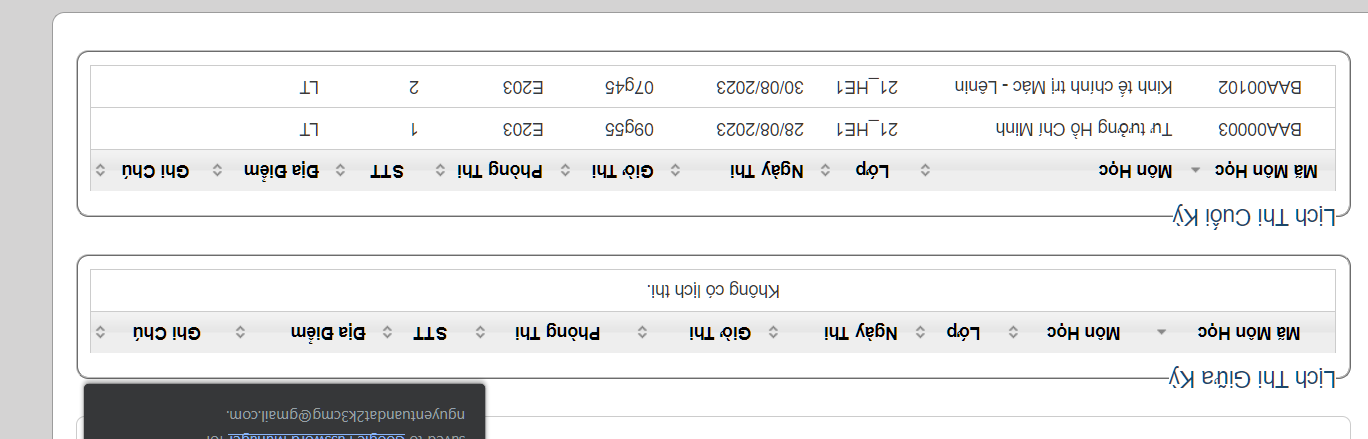 saved to Google Password Manager for
nguyentuandat2k3cmg@gmail.com.
Lịch Thi Giữa Kỳ
Mã Môn Học Môn Học Lớp Ngày Thi Giờ Thi Phòng Thi STT Địa Điểm Ghi Chú
Không có lịch thi.
Lịch Thi Cuối Kỳ
Mã Môn Học Môn Học Lớp Ngày Thi Giờ Thi Phòng Thi STT Địa Điểm Ghi Chú
BAA00003 Tư tưởng Hồ Chí Minh 21_HE1 28/08/2023 09g55 E203 1 LT
BAA00102 Kinh tế chính trị Mác - Lênin 21_HE1 30/08/2023 07g45 E203 2 LT